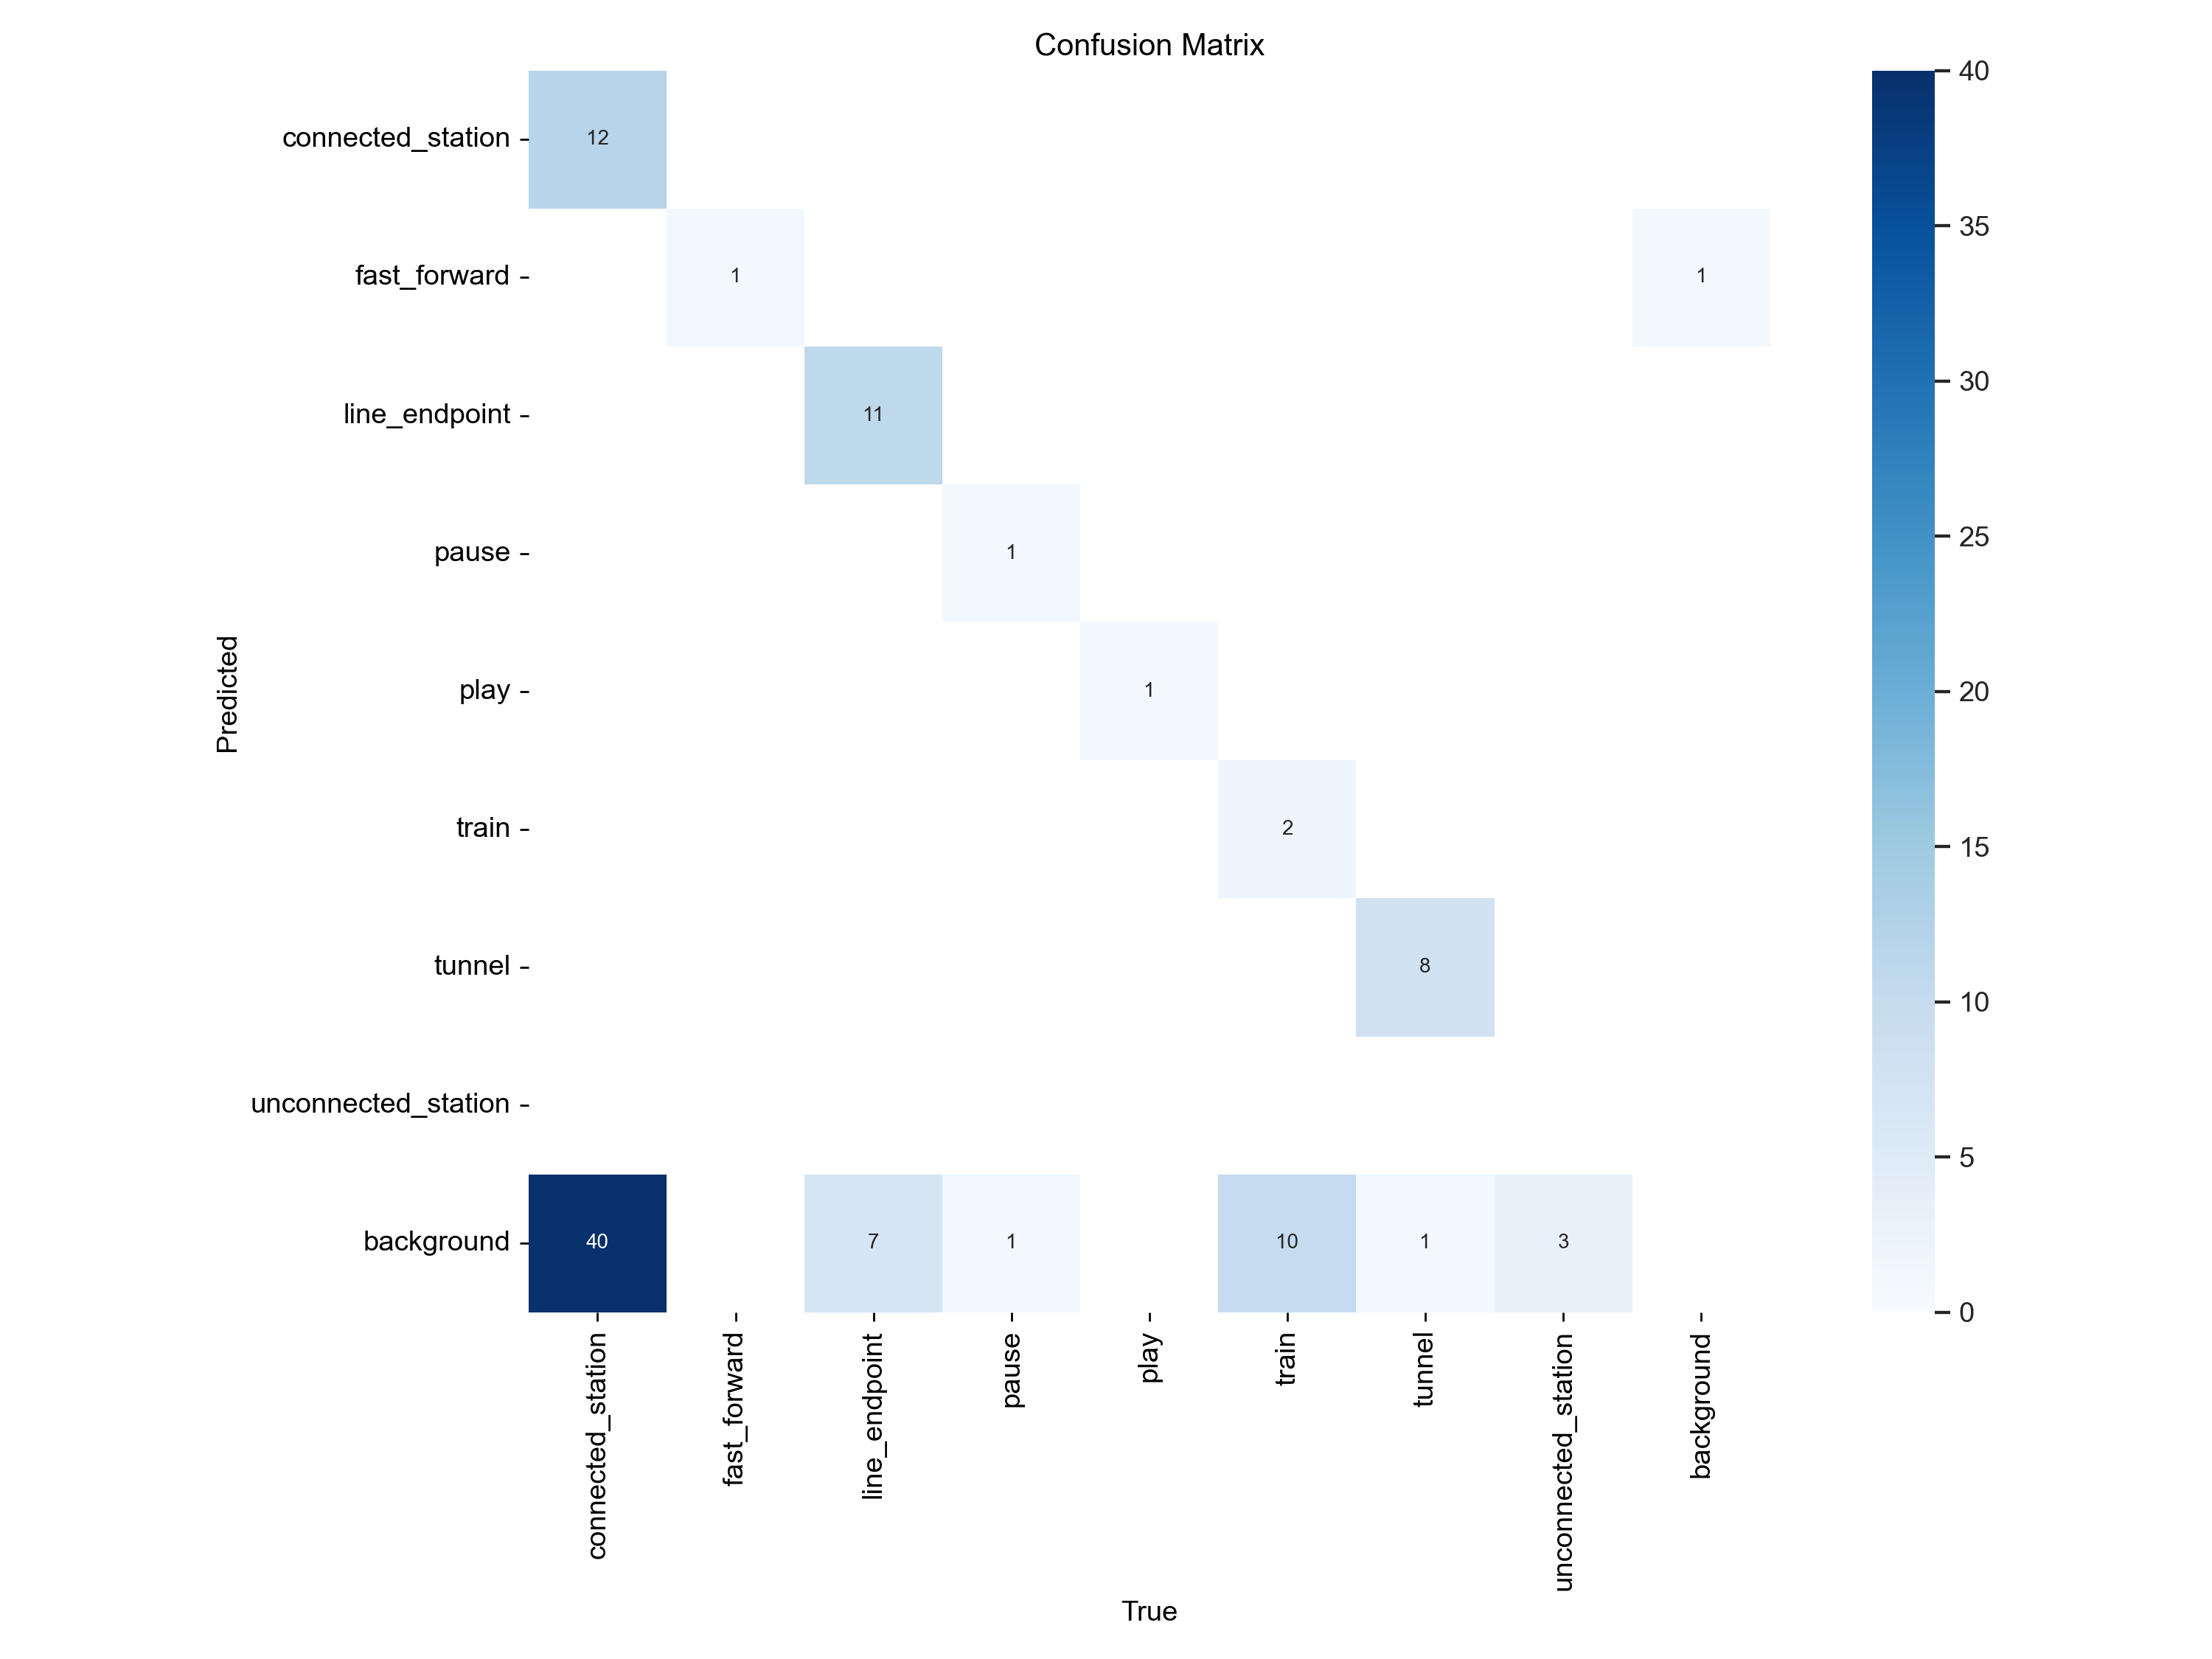 Confusion Matrix
connected_station
12
fast_forward
1
1
line_endpoint
11
pause
1
play
1
train
2
tunnel
8
unconnected_station
background
40
7
1
10
1
3
Predicted
connected_station
fast_forward
line_endpoint
pause
play
train
tunnel
unconnected_station
background
True
40
35
30
25
20
15
10
5
0